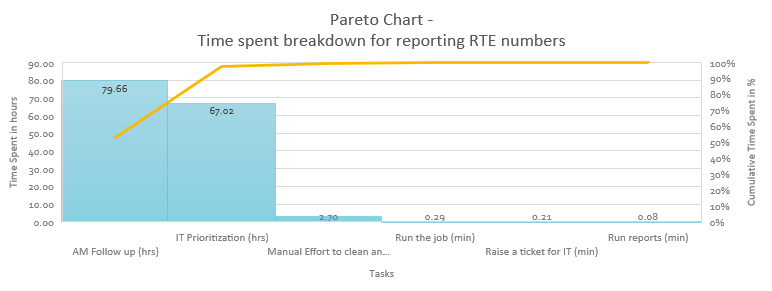 Pareto Chart -
Time spent breakdown for reporting RTE numbers
90.00
80.00
70.00
60.00
50.00
40.00
30.00
20.00
10.00
0.00
Time Spent in hours
79.66
67.02
2.70
0.29
0.21
0.08
100%
90%
80%
70%
60%
50%
40%
30%
20%
10%
0%
Cumulative Time Spent in %
IT Prioritization (hrs)
Run the job (min)
Run reports (min)
AM Follow up (hrs)
Manual Effort to clean an...
Raise a ticket for IT (min)
Tasks